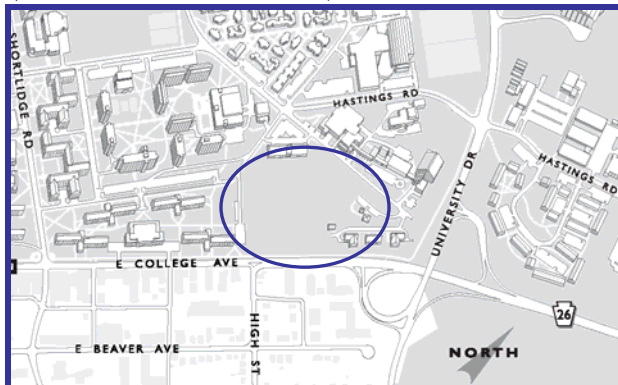 SHORTLIDGE RD
HASTINGS RD
HASTINGS RD
UNIVERSITY DR
E COLLEGE AVE
26
HIGH ST
E BEAVER AVE
NORTH